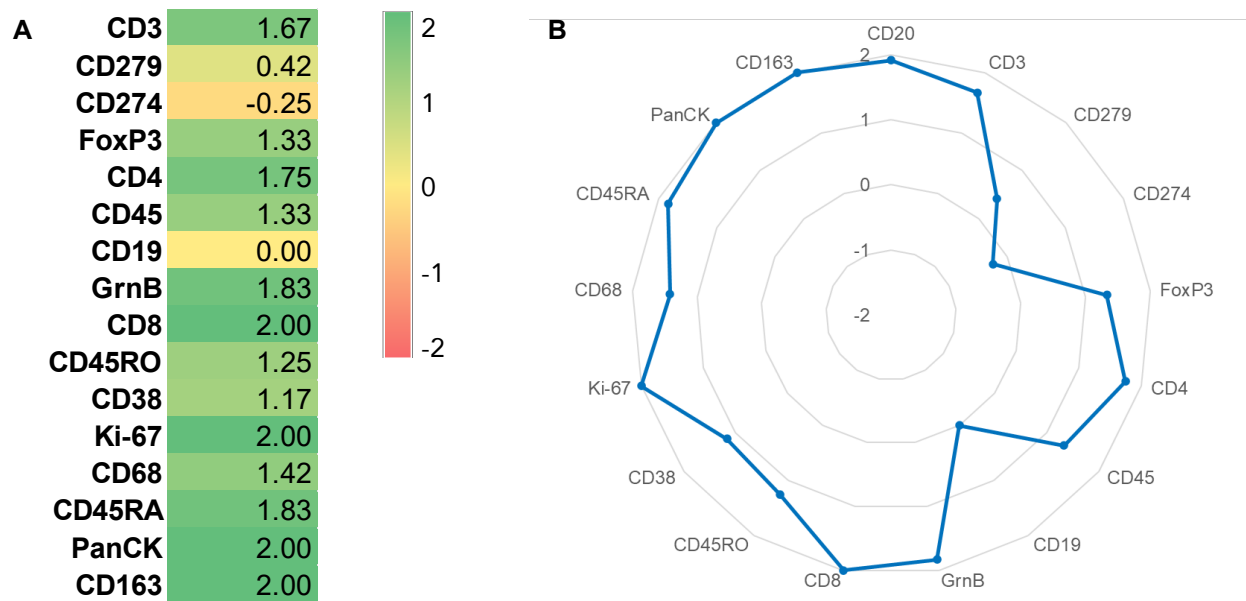 A
CD3 1.67
CD279 0.42
CD274 -0.25
FoxP3 1.33
CD4 1.75
CD45 1.33
CD19 0.00
GrnB 1.83
CD8 2.00
CD45RO 1.25
CD38 1.17
Ki-67 2.00
CD68 1.42
CD45RA 1.83
PanCK 2.00
CD163 2.00
2
1
0
-1
-2
B
CD20
CD3
CD279
CD274
FoxP3
CD4
CD45
CD19
GrnB
CD8
CD45RO
CD38
Ki-67
CD68
CD45RA
PanCK
CD163
2
1
0
-1
-2